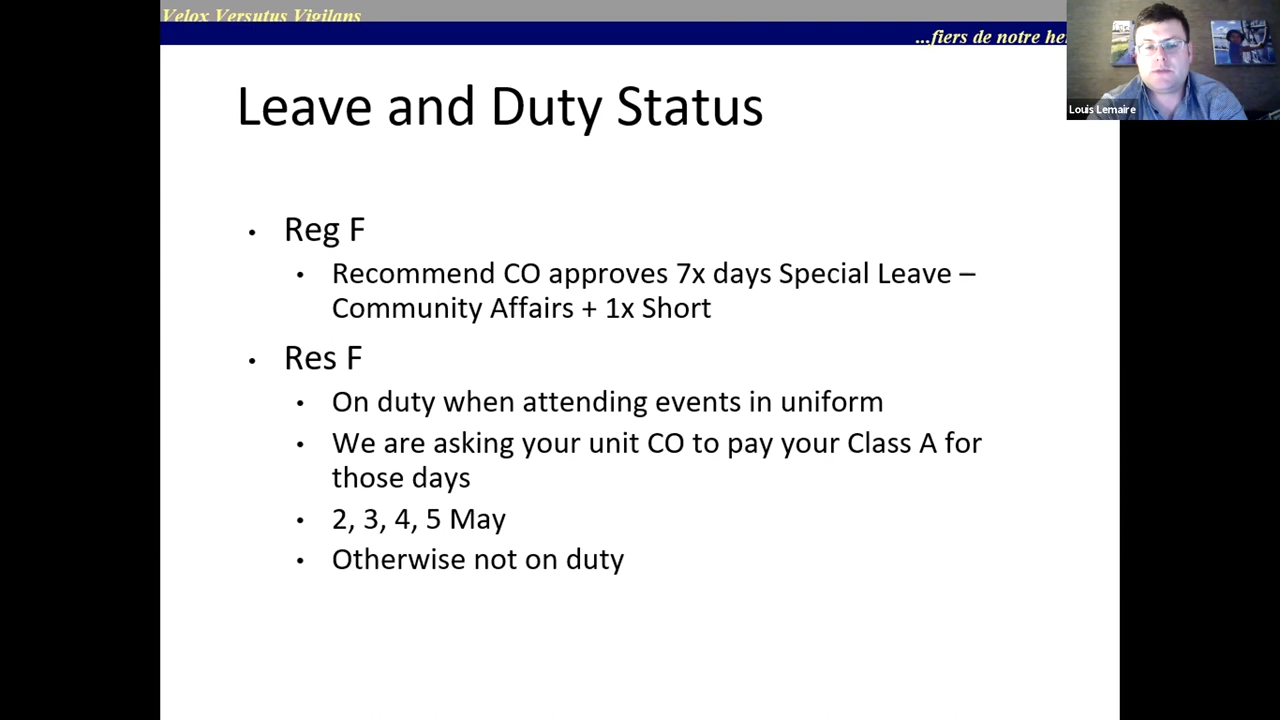 Velox Versutus Vigilans
...fiers de notre
Louis Lemaire
Leave and Duty Status
• Reg F
• Recommend CO approves 7x days Special Leave –
Community Affairs + 1x Short
• Res F
• On duty when attending events in uniform
• We are asking your unit CO to pay your Class A for
those days
• 2, 3, 4, 5 May
• Otherwise not on duty